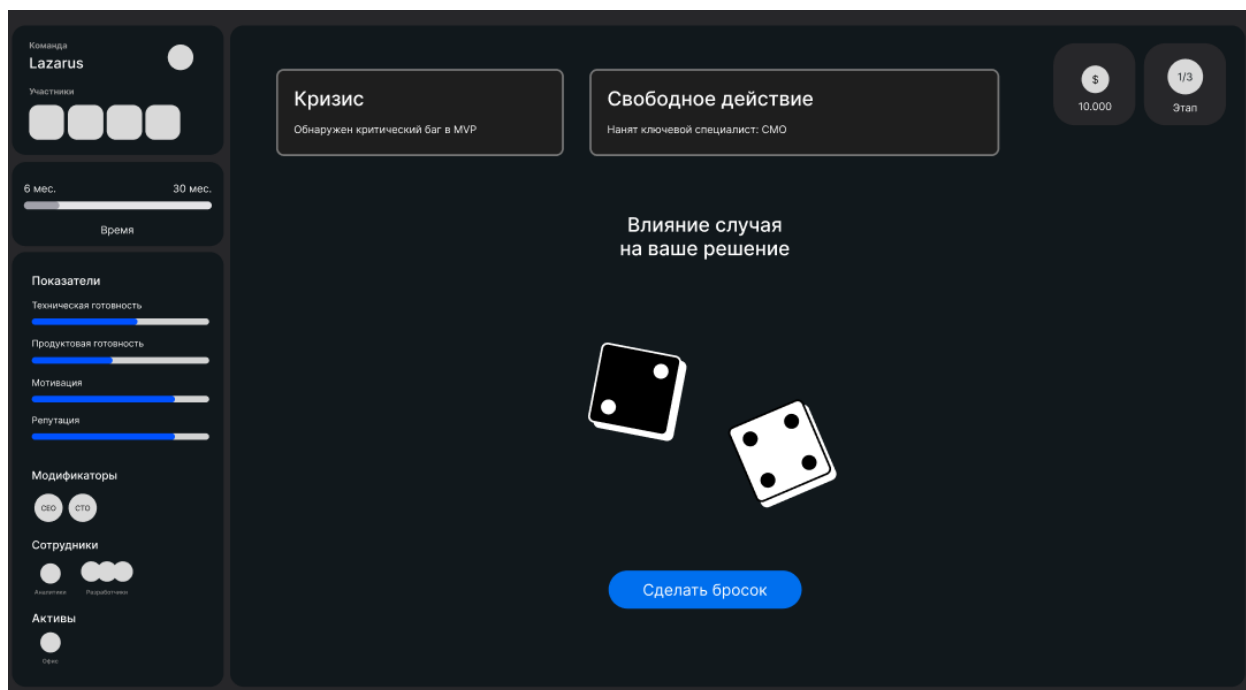 Команда
Lazarus
Участники
6 мес.
30 мес.
Время
Показатели
Техническая готовность
Продуктовая готовность
Мотивация
Репутация
Модификаторы
CEO
CTO
Сотрудники
Аналитики
Разработчики
Активы
Офис
Кризис
Обнаружен критический баг в MVP
Свободное действие
Нанят ключевой специалист: CMO
$
10.000
1/3
Этап
Влияние случая
на ваше решение
Сделать бросок